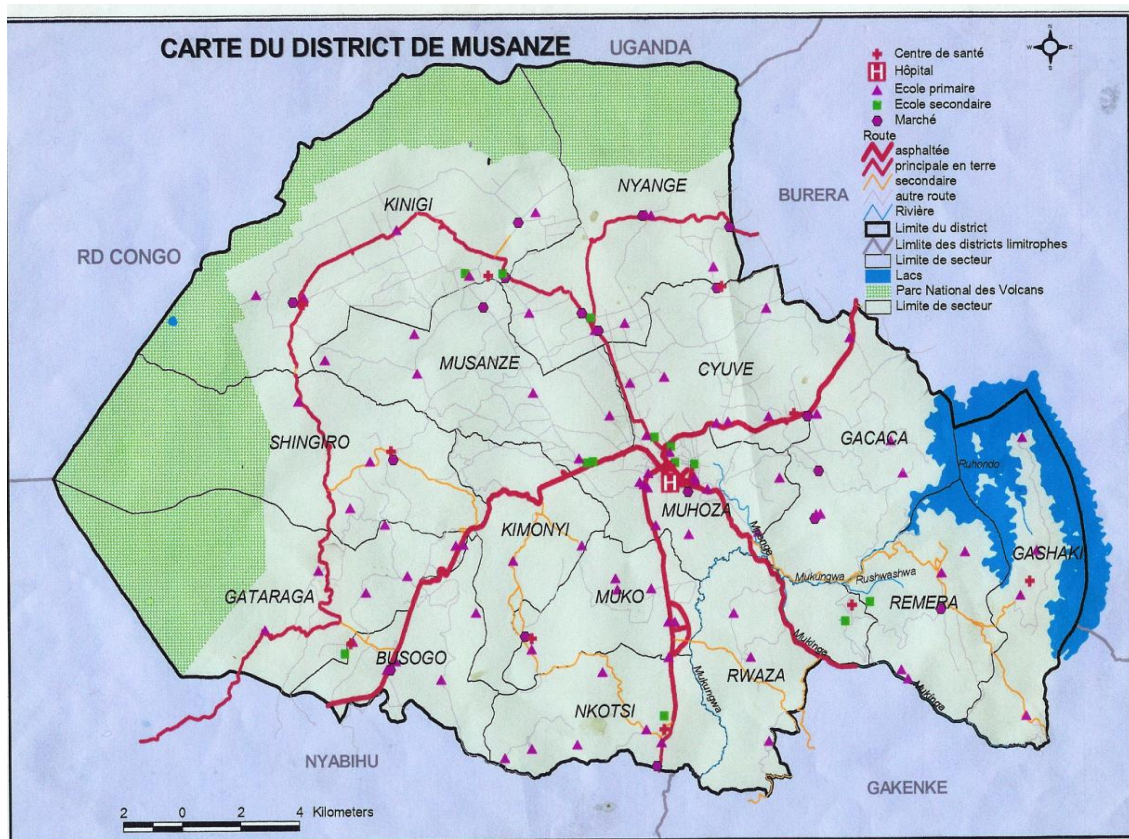 CARTE DU DISTRICT DE MUSANZE
UGANDA
Centre de santé
H Hôpital
Ecole primaire
Ecole secondaire
Marché
Route
asphaltée
principale en terre
secondaire
autre route
Rivière
Limite du district
Limlite des districts limitrophes
Limite de secteur
Lacs
Parc National des Volcans
Limite de secteur
N
W E
S
BURERA
RD CONGO
NYANGE
KINIGI
MUSANZE
CYUVE
SHINGIRO
GACACA
Ruhondo
H
MUHOZA
KIMONYI
GASHAKI
Mukungwa
Rushwashwa
GATARAGA
MUKO
REMERA
Mukinga
BUSOGO
RWAZA
Mukungwa
Mukinga
NKOTSI
NYABIHU
GAKENKE
2 0 2 4 Kilometers